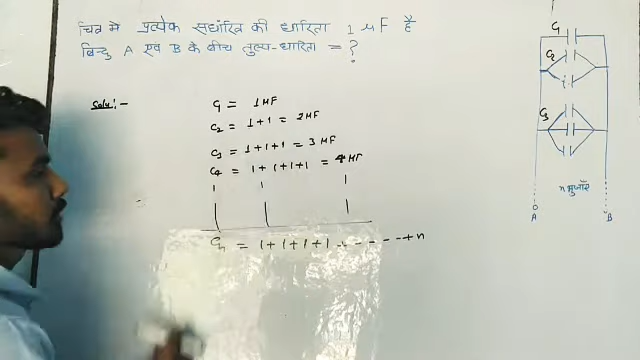 चित्र में प्रत्येक संधारित्र की धारिता 1 μF है
बिन्दु A एवं B के बीच तुल्य-धारिता = ?
Solu:-
C₁ = 1 μF
C₂ = 1+1 = 2 μF
C₃ = 1+1+1 = 3 μF
C₄ = 1+1+1+1 = 4 μF
Cn = 1+1+1+1 ------+n
C₁
C₂
C₃
n भुजाएँ
A B